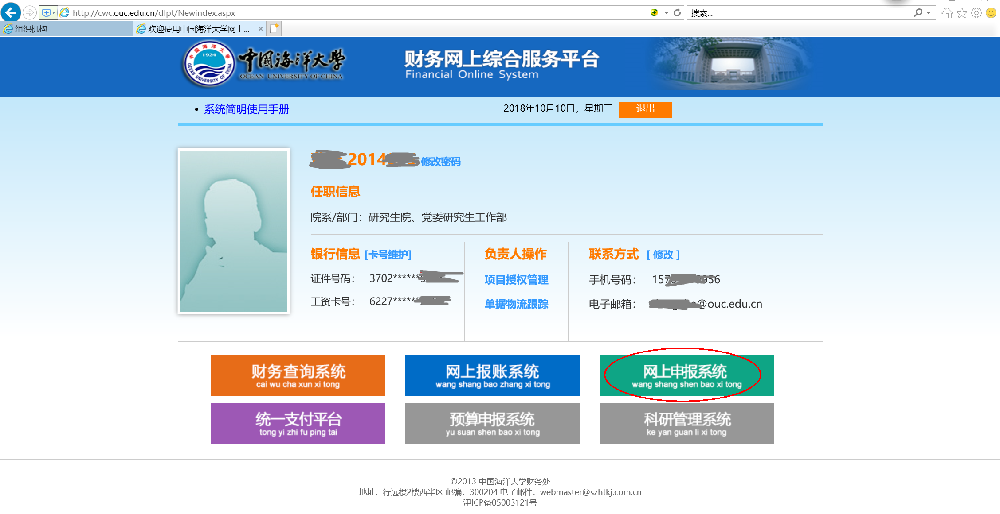 http://cwc.ouc.edu.cn/dlpt/Newindex.aspx
搜索...
组织机构
欢迎使用中国海洋大学网上...
中国海洋大学
OCEAN UNIVERSITY OF CHINA
1924
中国海洋大学
OCEAN UNIVERSITY OF CHINA
财务网上综合服务平台
Financial Online System
• 系统简明使用手册
2018年10月10日，星期三
退出
2014
修改密码
任职信息
院系/部门：研究生院、党委研究生工作部
银行信息 [卡号维护]
证件号码： 3702******
工资卡号： 6227******
负责人操作
项目授权管理
单据物流跟踪
联系方式 [ 修改 ]
手机号码： 157 956
电子邮箱： @ouc.edu.cn
财务查询系统
cai wu cha xun xi tong
网上报账系统
wang shang bao zhang xi tong
网上申报系统
wang shang shen bao xi tong
统一支付平台
tong yi zhi fu ping tai
预算申报系统
yu suan shen bao xi tong
科研管理系统
ke yan guan li xi tong
©2013 中国海洋大学财务处
地址：行远楼2楼西半区 邮编：300204 电子邮件：webmaster@szhtkj.com.cn
津ICP备05003121号